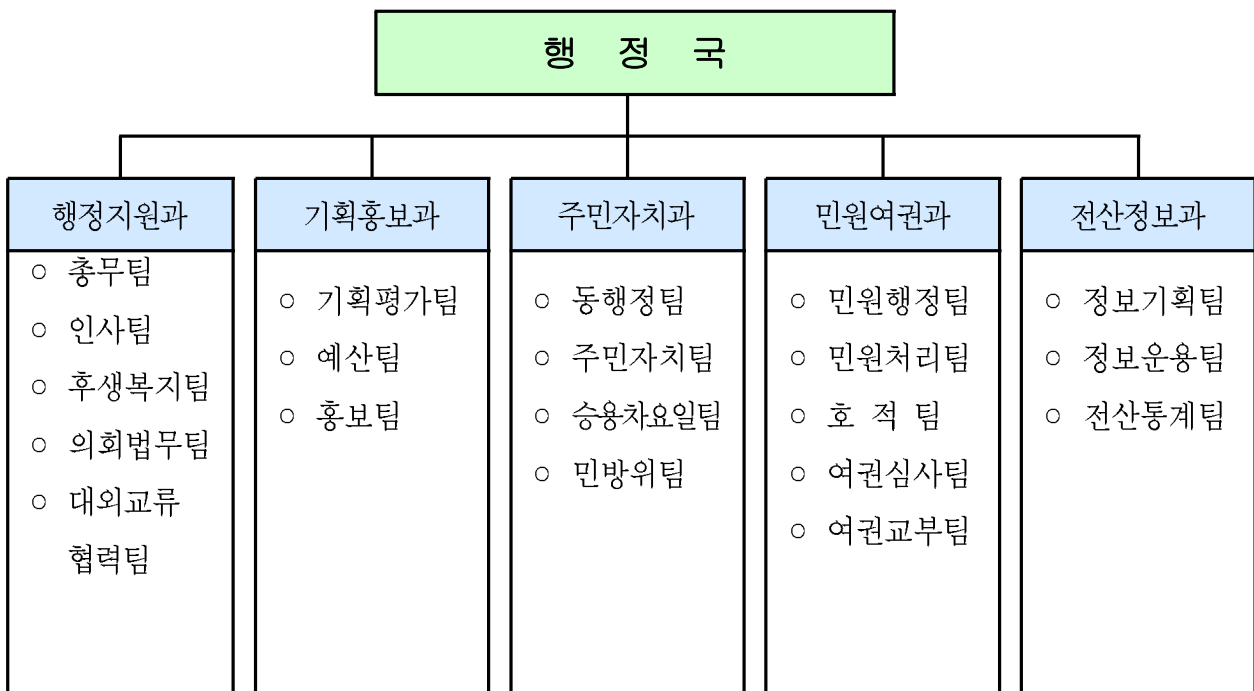 행 정 국
행정지원과
○ 총무팀
○ 인사팀
○ 후생복지팀
○ 의회법무팀
○ 대외교류
협력팀
기획홍보과
○ 기획평가팀
○ 예산팀
○ 홍보팀
주민자치과
○ 동행정팀
○ 주민자치팀
○ 승용차요일팀
○ 민방위팀
민원여권과
○ 민원행정팀
○ 민원처리팀
○ 호 적 팀
○ 여권심사팀
○ 여권교부팀
전산정보과
○ 정보기획팀
○ 정보운용팀
○ 전산통계팀